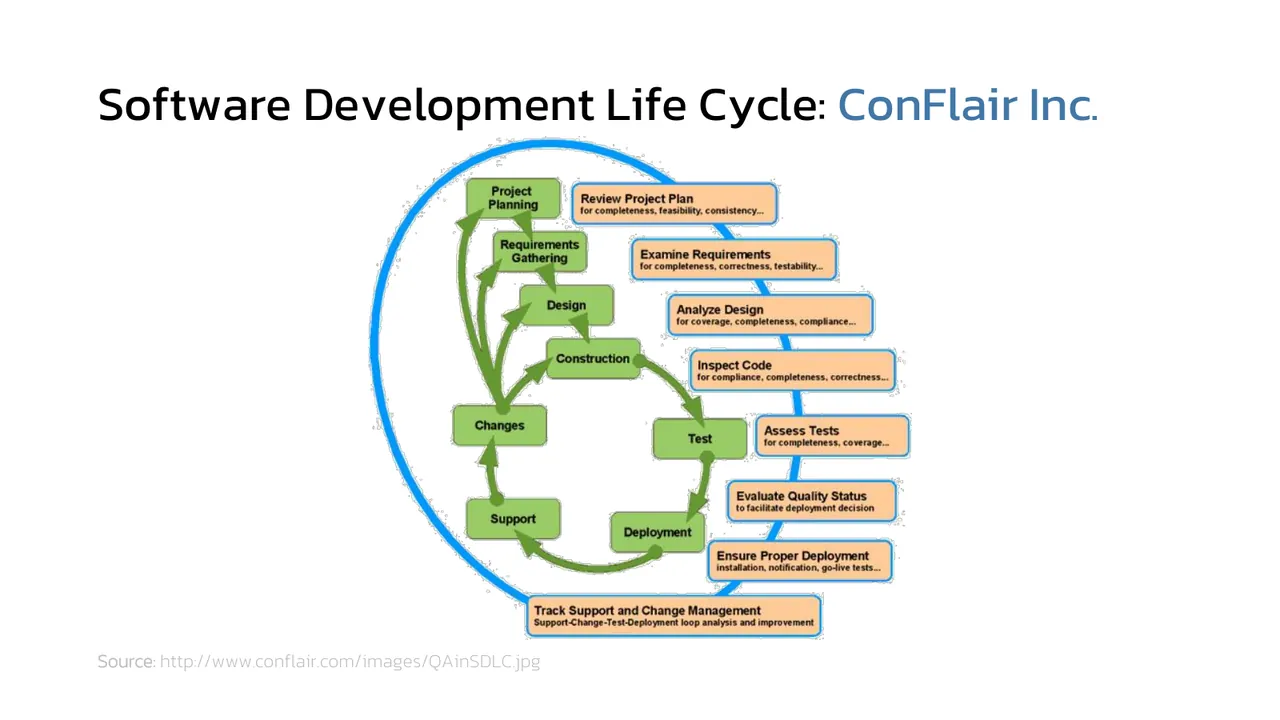 Software Development Life Cycle: ConFlair Inc.
Project
Planning
Review Project Plan
for completeness, feasibility, consistency...
Requirements
Gathering
Examine Requirements
for completeness, correctness, testability...
Design
Analyze Design
for coverage, completeness, compliance...
Construction
Inspect Code
for compliance, completeness, correctness...
Changes
Test
Assess Tests
for completeness, coverage...
Evaluate Quality Status
to facilitate deployment decision
Support
Deployment
Ensure Proper Deployment
installation, notification, go-live tests...
Track Support and Change Management
Support-Change-Test-Deployment loop analysis and improvement
Source: http://www.conflair.com/images/QAinSDLC.jpg